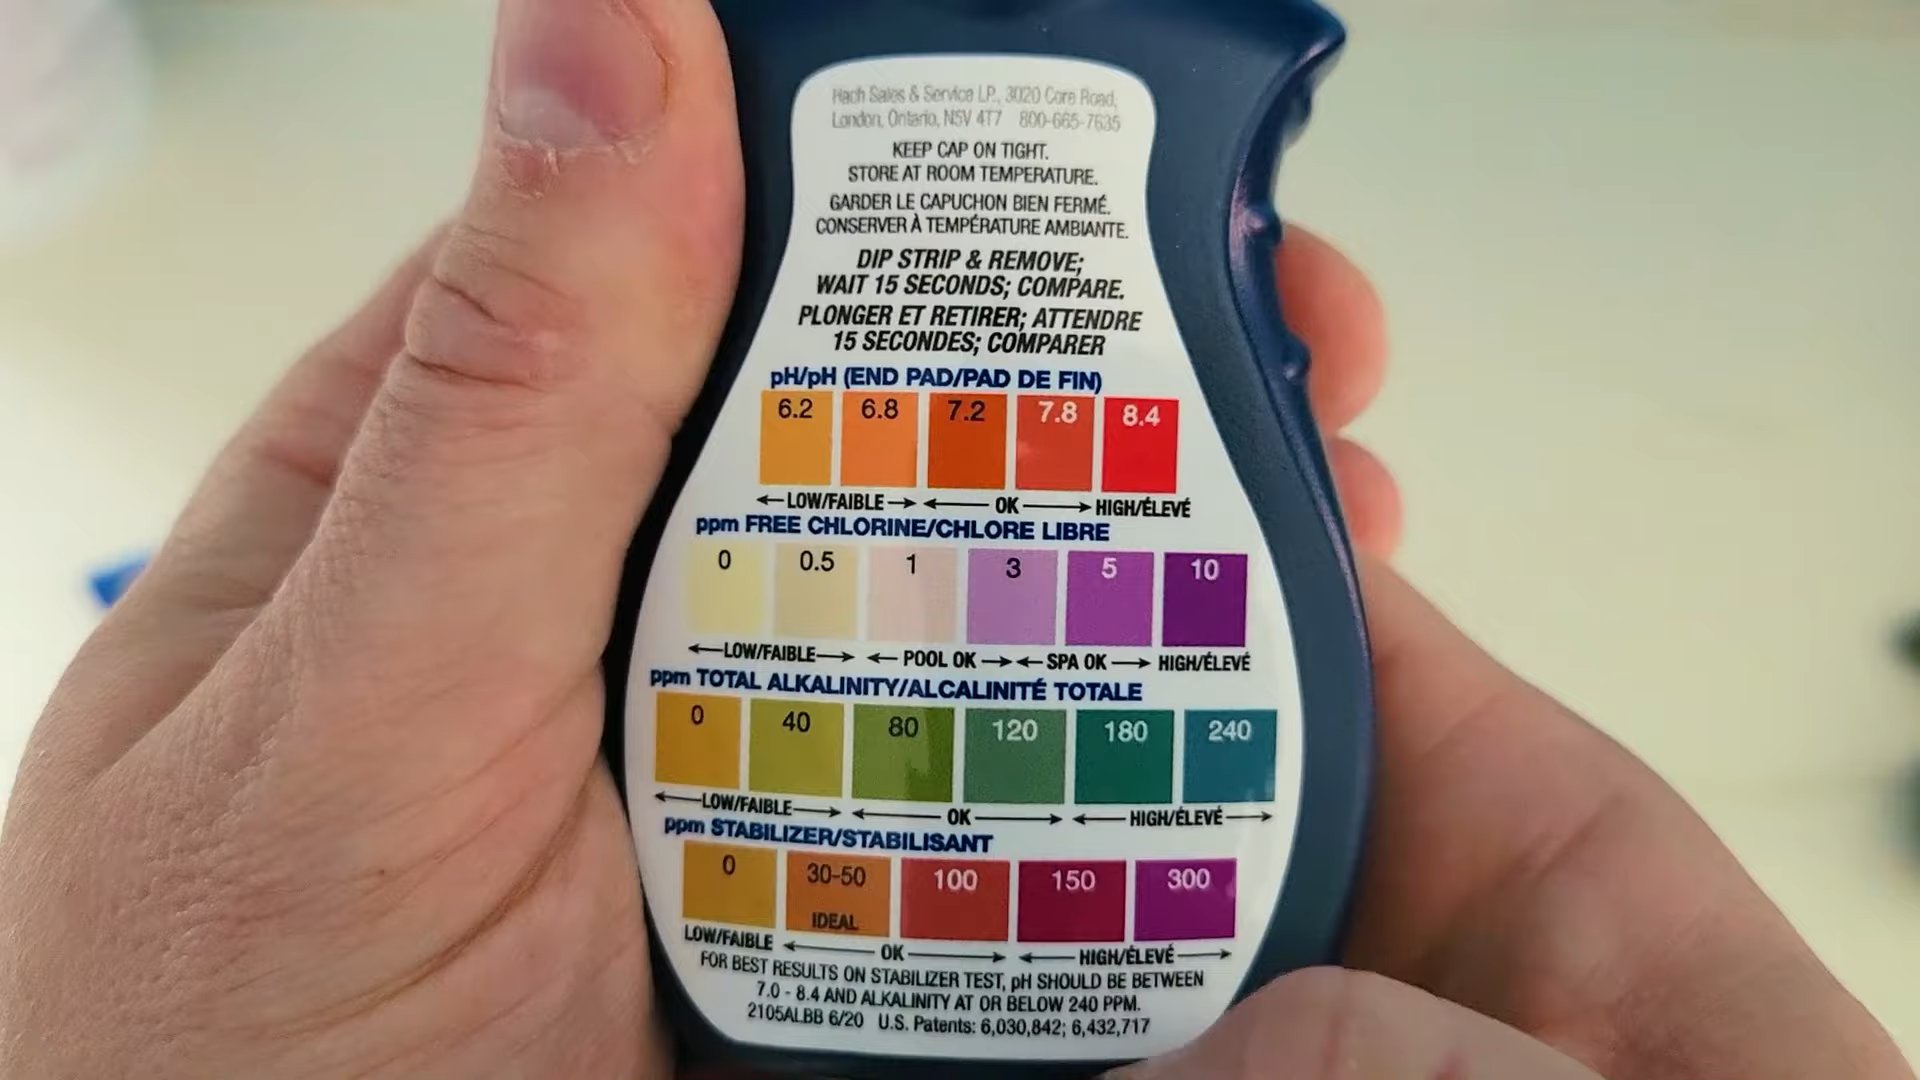 Hach Sales & Service LP., 3020 Gore Road,
London, Ontario, N5V 4T7 800-665-7635
KEEP CAP ON TIGHT.
STORE AT ROOM TEMPERATURE.
GARDER LE CAPUCHON BIEN FERMÉ.
CONSERVER À TEMPÉRATURE AMBIANTE.
DIP STRIP & REMOVE;
WAIT 15 SECONDS; COMPARE.
PLONGER ET RETIRER; ATTENDRE
15 SECONDES; COMPARER
pH/pH (END PAD/PAD DE FIN)
6.2 6.8 7.2 7.8 8.4
LOW/FAIBLE OK HIGH/ÉLEVÉ
ppm FREE CHLORINE/CHLORE LIBRE
0 0.5 1 3 5 10
LOW/FAIBLE POOL OK SPA OK HIGH/ÉLEVÉ
ppm TOTAL ALKALINITY/ALCALINITÉ TOTALE
0 40 80 120 180 240
LOW/FAIBLE OK HIGH/ÉLEVÉ
ppm STABILIZER/STABILISANT
0 30-50 100 150 300
IDEAL
LOW/FAIBLE OK HIGH/ÉLEVÉ
FOR BEST RESULTS ON STABILIZER TEST, pH SHOULD BE BETWEEN
7.0 - 8.4 AND ALKALINITY AT OR BELOW 240 PPM.
2105ALBB 6/20 U.S. Patents: 6,030,842; 6,432,717